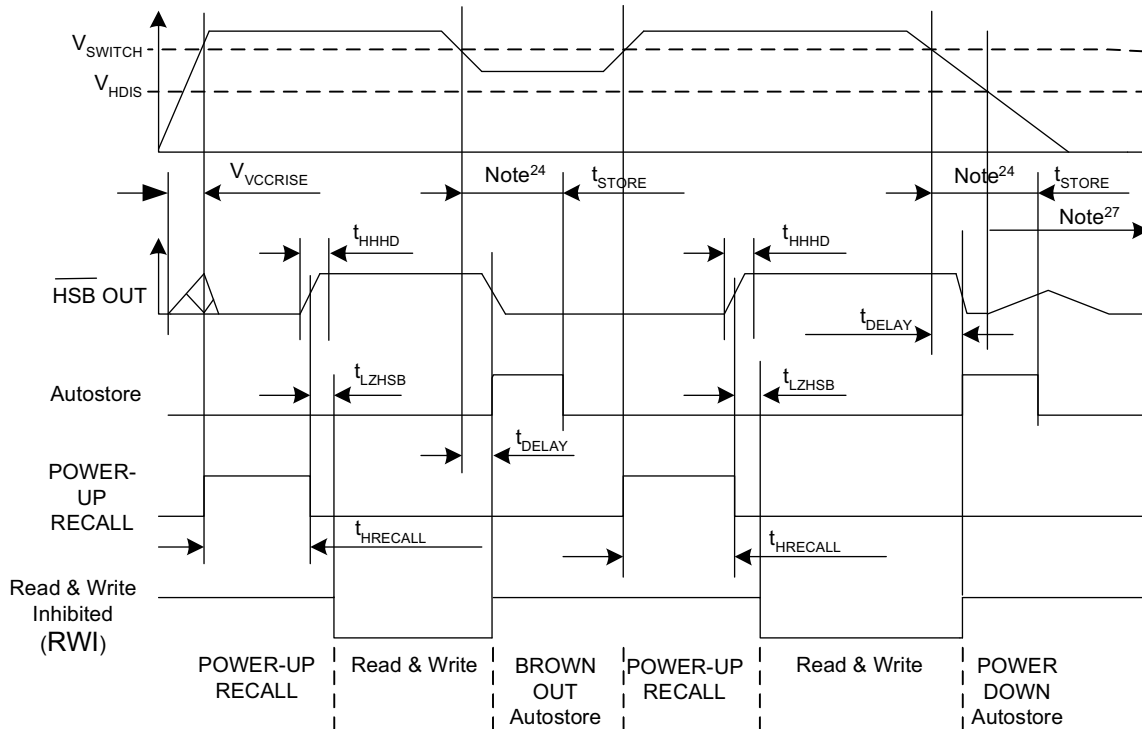 VSWITCH
VHDIS
VVCCRISE
Note24
tSTORE
Note24
tSTORE
Note27
tHHHD
tHHHD
HSB OUT
tDELAY
tLZHSB
tLZHSB
Autostore
tDELAY
POWER-
UP
RECALL
tHRECALL
tHRECALL
Read & Write
Inhibited
(RWI)
POWER-UP
RECALL
Read & Write
BROWN
OUT
Autostore
POWER-UP
RECALL
Read & Write
POWER
DOWN
Autostore